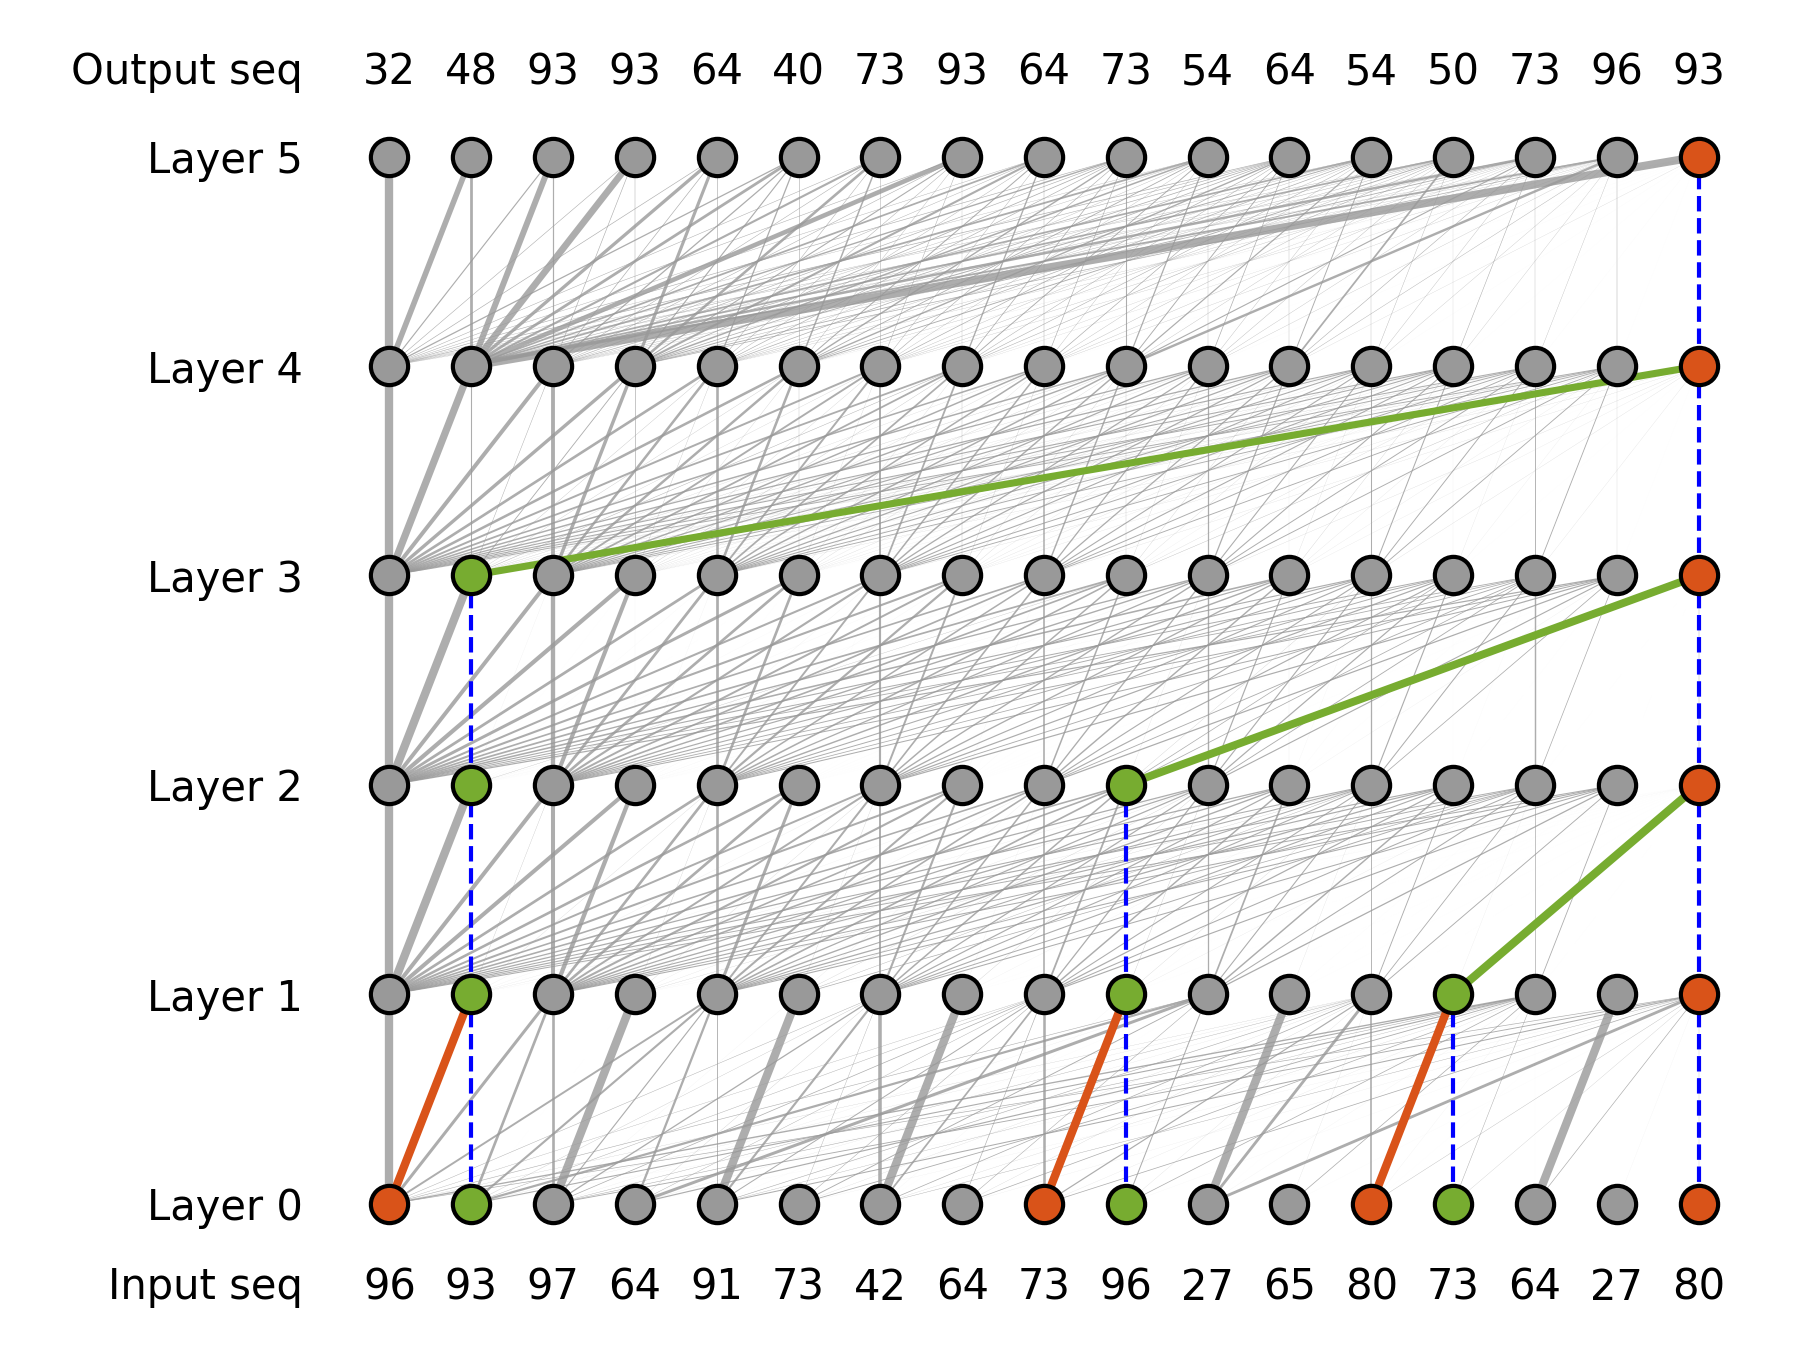 Output seq 32 48 93 93 64 40 73 93 64 73 54 64 54 50 73 96 93
Layer 5
Layer 4
Layer 3
Layer 2
Layer 1
Layer 0
Input seq 96 93 97 64 91 73 42 64 73 96 27 65 80 73 64 27 80